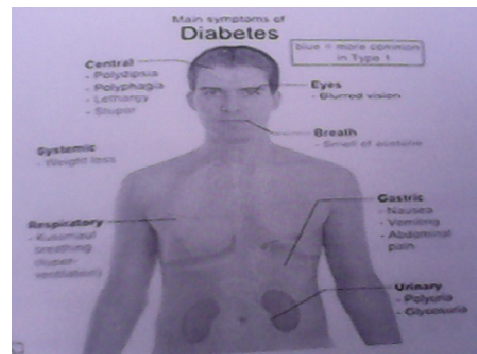 Main symptoms of
Diabetes
blue = more common
in Type 1
Central
- Polydipsia
- Polyphagia
- Lethargy
- Stupor
Eyes
- Blurred vision
Breath
- Smell of acetone
Systemic
- Weight loss
Respiratory
- Kussmaul
breathing
(hyper-
ventilation)
Gastric
- Nausea
- Vomiting
- Abdominal
pain
Urinary
- Polyuria
- Glycosuria